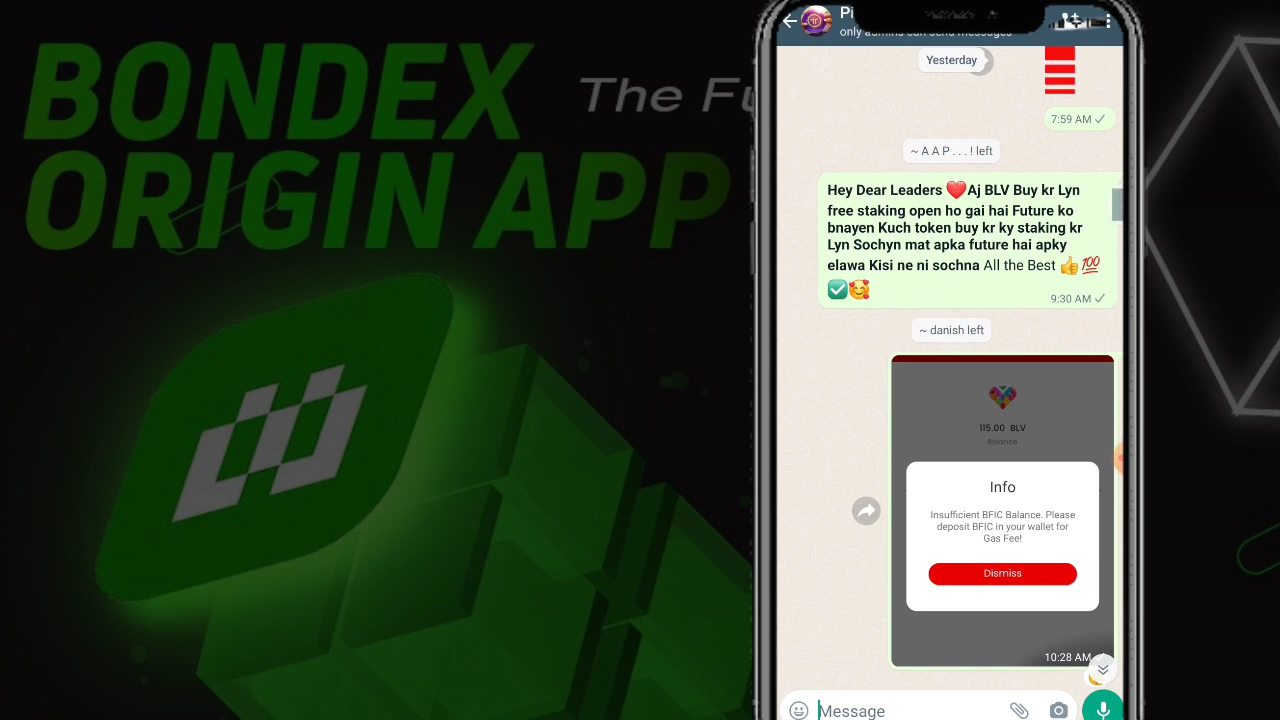 BONDEX
ORIGIN APP
The Fu
Pi
only admins can send messages
Yesterday
7:59 AM
~ A A P . . . ! left
Hey Dear Leaders ❤️Aj BLV Buy kr Lyn
free staking open ho gai hai Future ko
bnayen Kuch token buy kr ky staking kr
Lyn Sochyn mat apka future hai apky
elawa Kisi ne ni sochna All the Best 👍💯
✅🥰
9:30 AM
~ danish left
115.00 BLV
Balance
Info
Insufficient BFIC Balance. Please
deposit BFIC in your wallet for
Gas Fee!
Dismiss
10:28 AM
Message